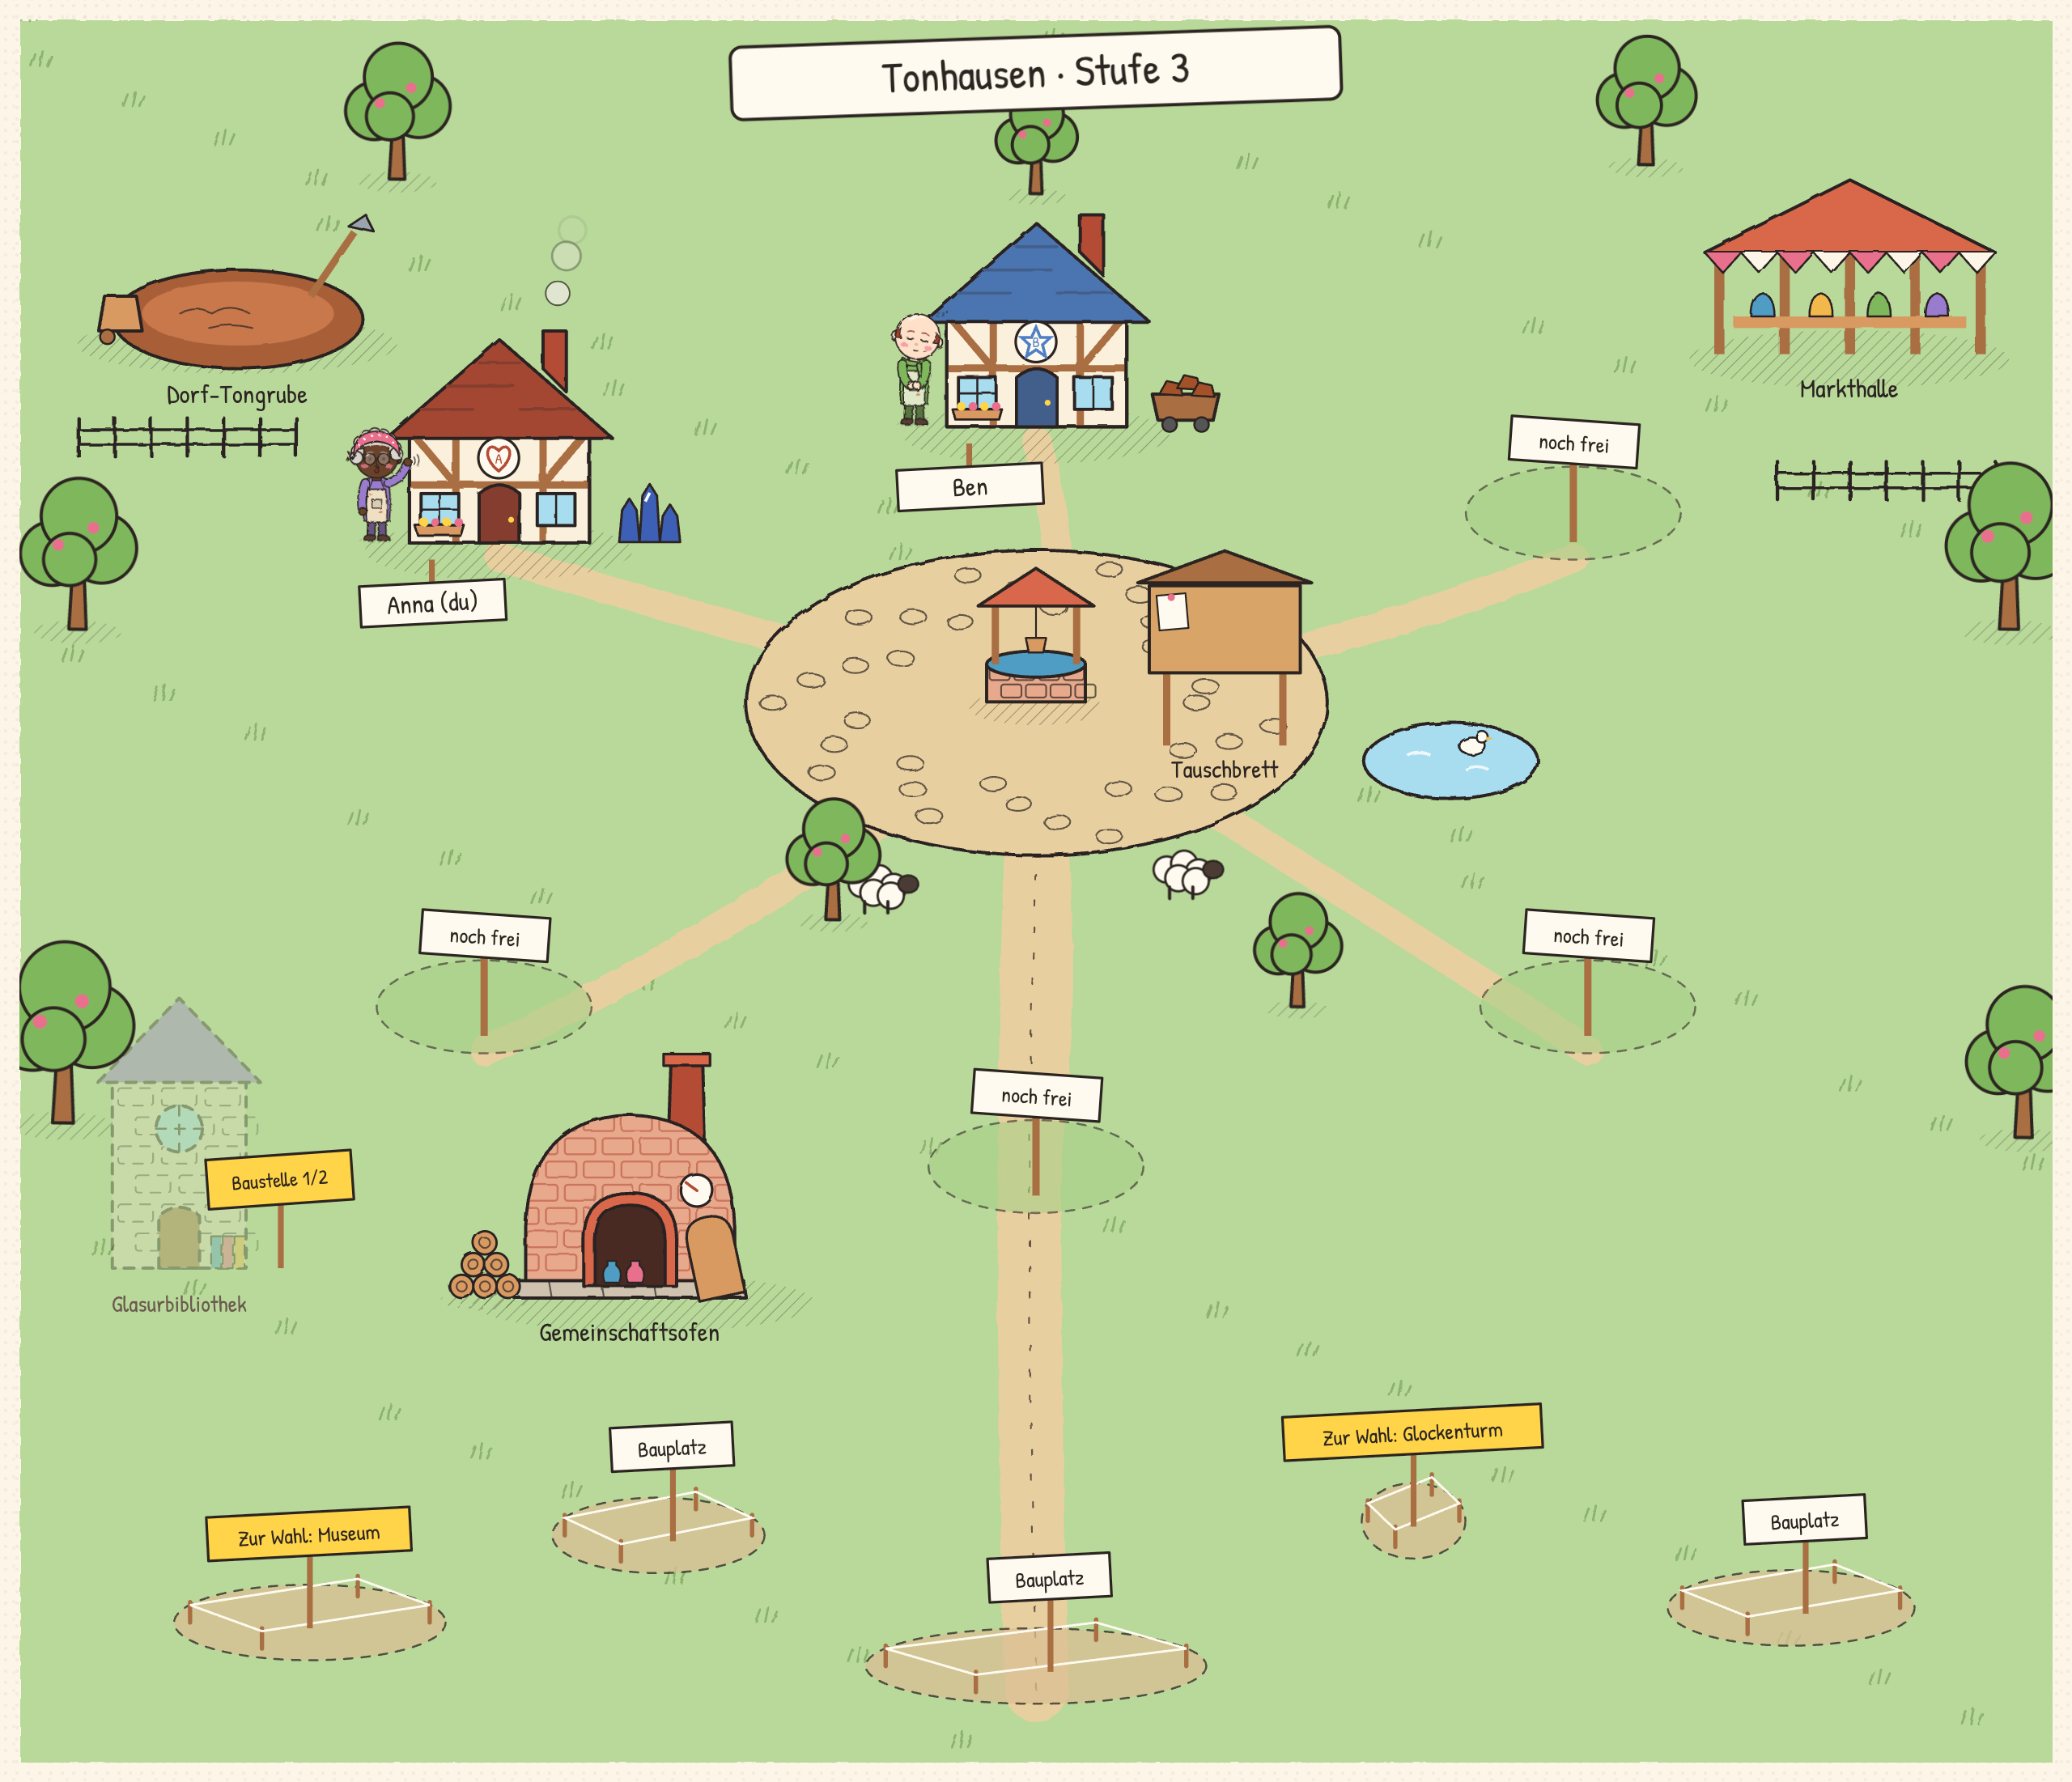 Tonhausen · Stufe 3
Dorf-Tongrube
Markthalle
B
noch frei
A
Ben
Anna (du)
Tauschbrett
noch frei
noch frei
noch frei
Baustelle 1/2
Glasurbibliothek
Gemeinschaftsofen
Zur Wahl: Glockenturm
Bauplatz
Bauplatz
Zur Wahl: Museum
Bauplatz